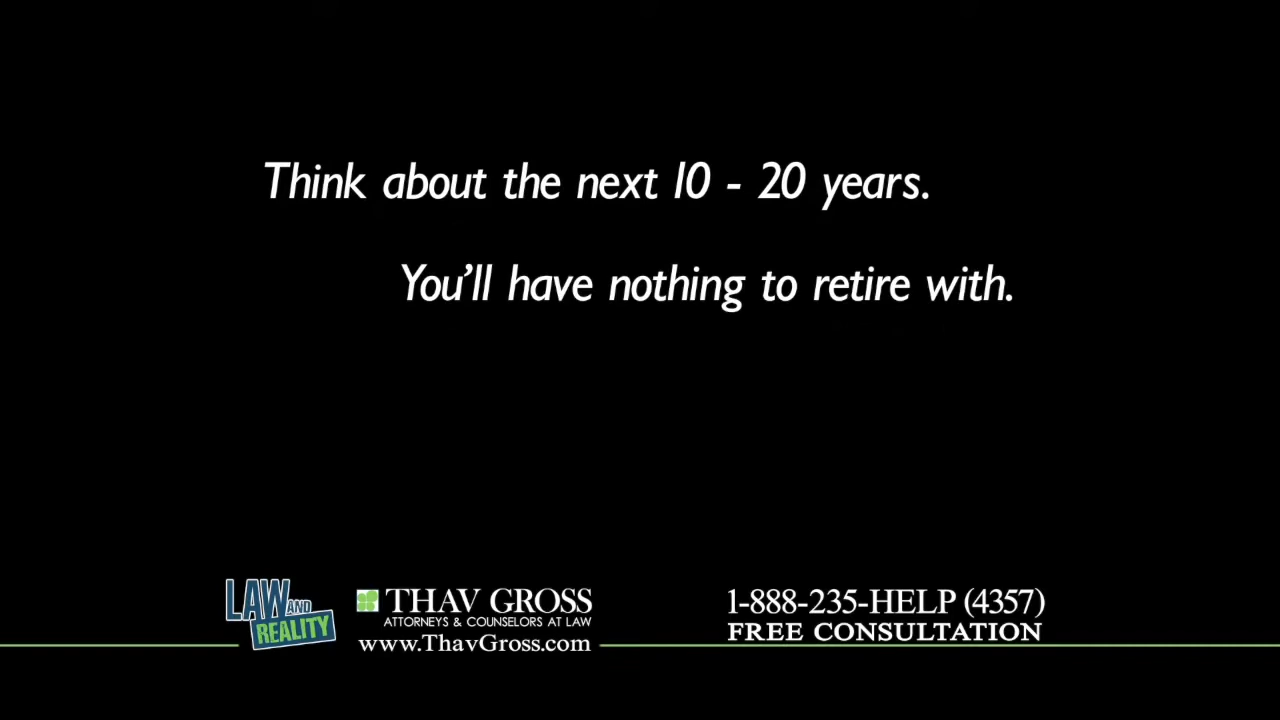 Think about the next 10 - 20 years.
You'll have nothing to retire with.
LAW AND
REALITY
THAV GROSS
ATTORNEYS & COUNSELORS AT LAW
www.ThavGross.com
1-888-235-HELP (4357)
FREE CONSULTATION